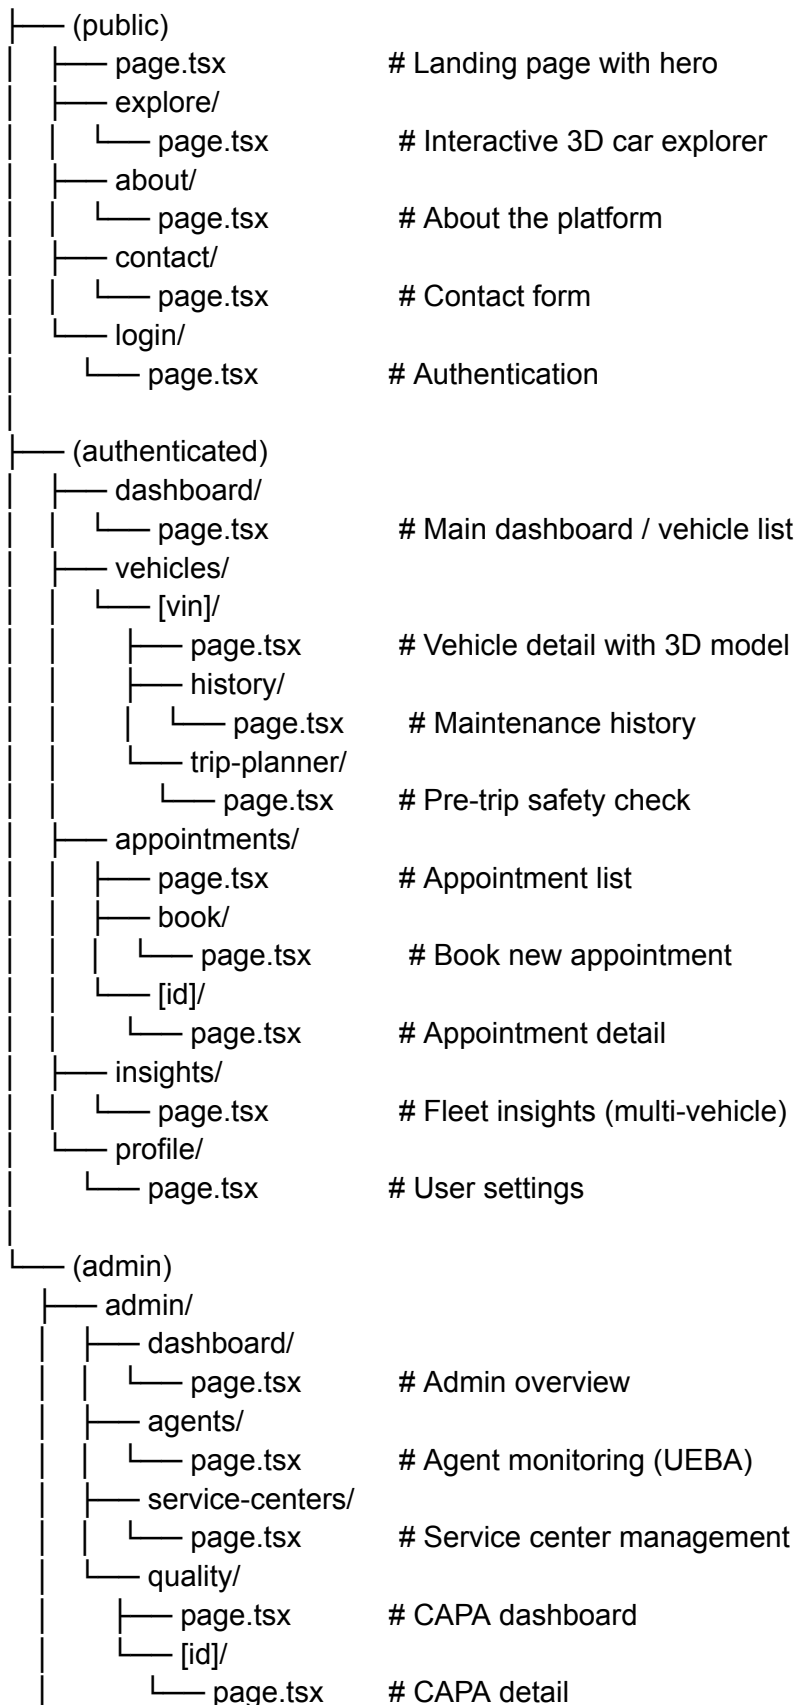 ├── (public)
│   ├── page.tsx                    # Landing page with hero
│   ├── explore/
│   │   └── page.tsx                # Interactive 3D car explorer
│   ├── about/
│   │   └── page.tsx                # About the platform
│   ├── contact/
│   │   └── page.tsx                # Contact form
│   └── login/
│       └── page.tsx                # Authentication
│
├── (authenticated)
│   ├── dashboard/
│   │   └── page.tsx                # Main dashboard / vehicle list
│   ├── vehicles/
│   │   └── [vin]/
│   │       ├── page.tsx            # Vehicle detail with 3D model
│   │       ├── history/
│   │       │   └── page.tsx        # Maintenance history
│   │       └── trip-planner/
│   │           └── page.tsx        # Pre-trip safety check
│   ├── appointments/
│   │   ├── page.tsx                # Appointment list
│   │   ├── book/
│   │   │   └── page.tsx            # Book new appointment
│   │   └── [id]/
│   │       └── page.tsx            # Appointment detail
│   ├── insights/
│   │   └── page.tsx                # Fleet insights (multi-vehicle)
│   └── profile/
│       └── page.tsx                # User settings
│
└── (admin)
    ├── admin/
    │   ├── dashboard/
    │   │   └── page.tsx            # Admin overview
    │   ├── agents/
    │   │   └── page.tsx            # Agent monitoring (UEBA)
    │   ├── service-centers/
    │   │   └── page.tsx            # Service center management
    │   └── quality/
    │       ├── page.tsx            # CAPA dashboard
    │       └── [id]/
    │           └── page.tsx        # CAPA detail